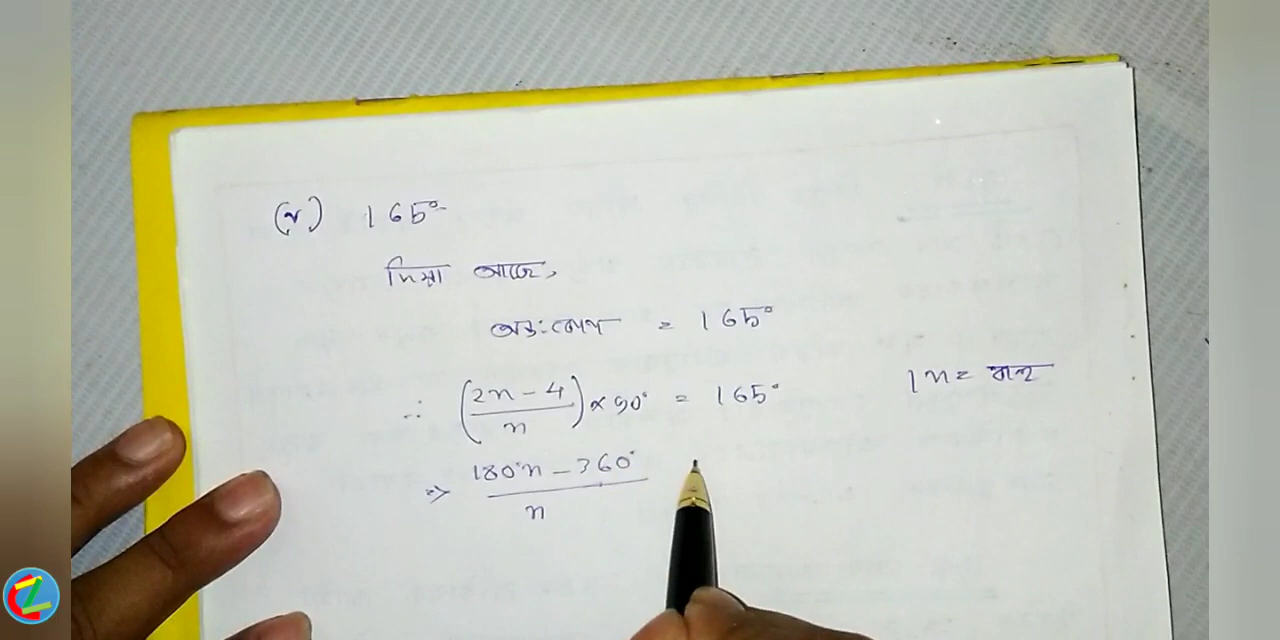 (খ) 165°
দিয়া আছে,
অন্ত:কোণ = 165°
∴ (2n - 4 / n) × 90° = 165° | n = বাহু
⇒ 180°n - 360° / n